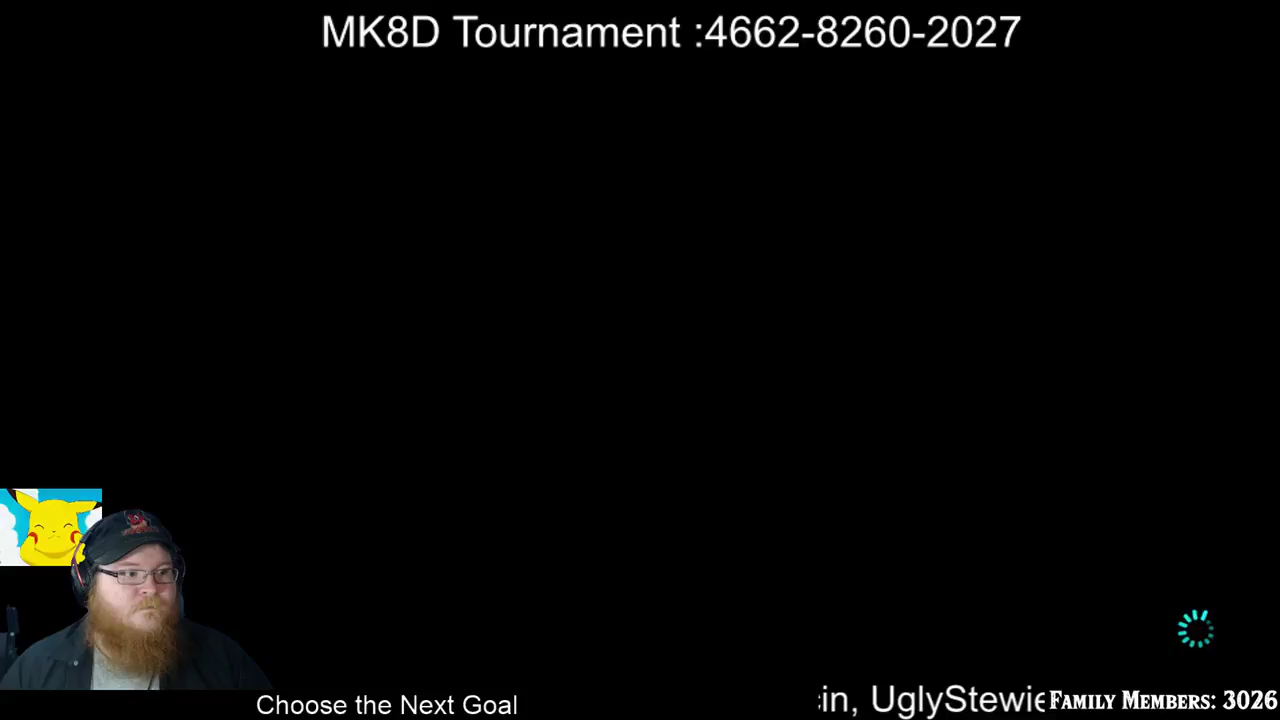 MK8D Tournament :4662-8260-2027
Choose the Next Goal
in, UglyStewie
Family Members: 3026